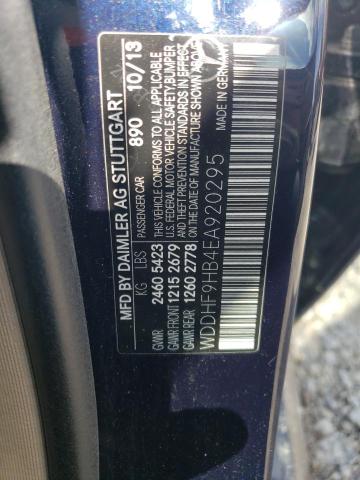 MFD BY DAIMLER AG STUTTGART
PASSENGER CAR 890 10/13
KG LBS
GVWR 2460 5423
GAWR FRONT 1215 2679
GAWR REAR 1260 2778
THIS VEHICLE CONFORMS TO ALL APPLICABLE
U.S. FEDERAL MOTOR VEHICLE SAFETY, BUMPER
AND THEFT PREVENTION STANDARDS IN EFFECT
ON THE DATE OF MANUFACTURE SHOWN ABOVE
WDDHF9HB4EA920295
MADE IN GERMANY